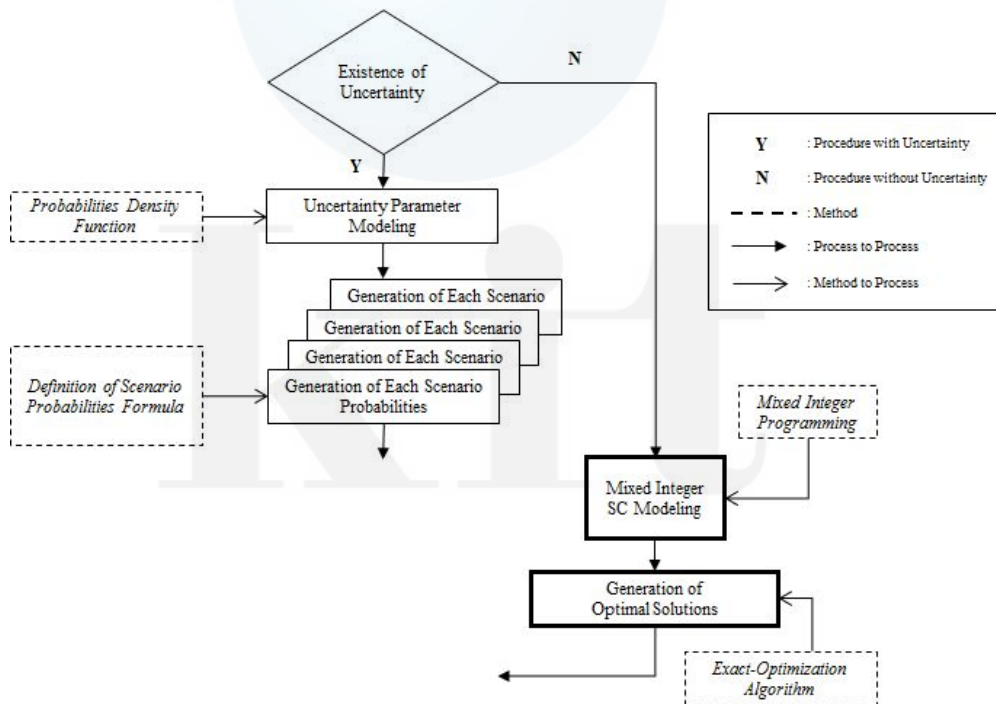 Existence of
Uncertainty
N
Y
Probabilities Density
Function
Uncertainty Parameter
Modeling
Generation of Each Scenario
Generation of Each Scenario
Generation of Each Scenario
Generation of Each Scenario
Probabilities
Definition of Scenario
Probabilities Formula
Y : Procedure with Uncertainty
N : Procedure without Uncertainty
: Method
: Process to Process
: Method to Process
Mixed Integer
Programming
Mixed Integer
SC Modeling
Generation of
Optimal Solutions
Exact-Optimization
Algorithm
Kit